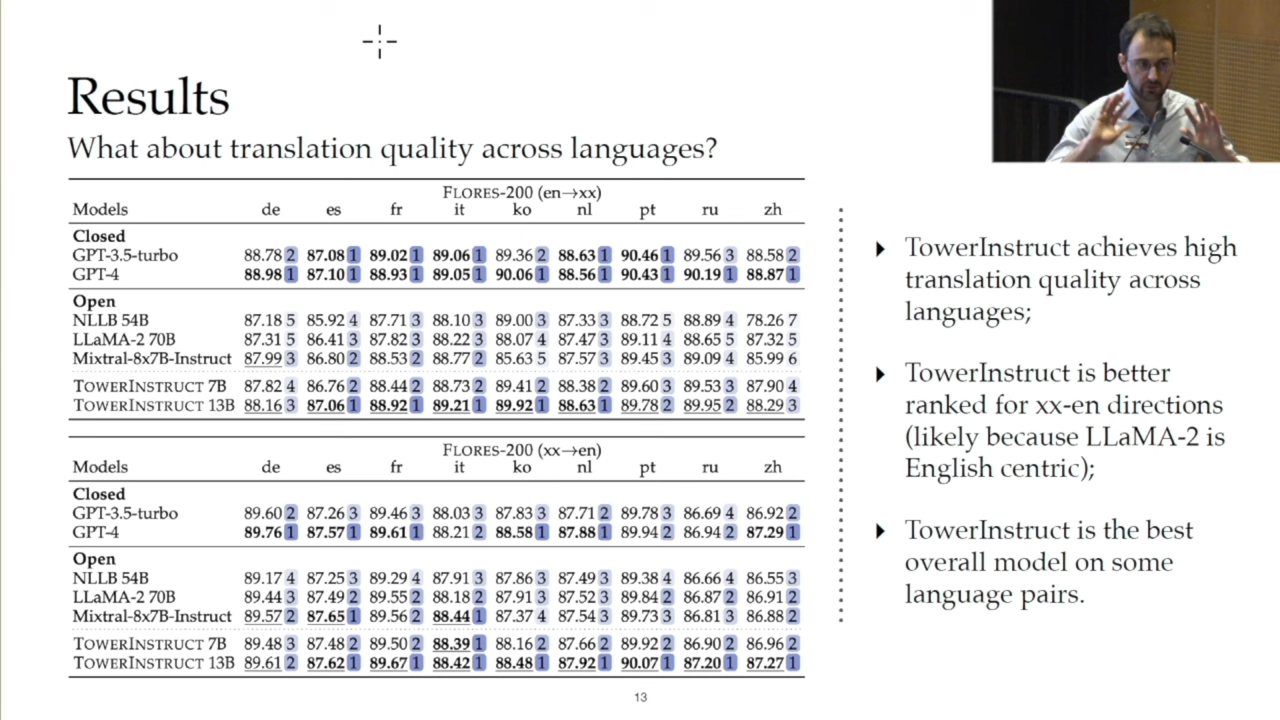 Results
What about translation quality across languages?
FLORES-200 (en→xx)
Models de es fr it ko nl pt ru zh
Closed
GPT-3.5-turbo 88.78 2 87.08 1 89.02 1 89.06 1 89.36 2 88.63 1 90.46 1 89.56 3 88.58 2
GPT-4 88.98 1 87.10 1 88.93 1 89.05 1 90.06 1 88.56 1 90.43 1 90.19 1 88.87 1
Open
NLLB 54B 87.18 5 85.92 4 87.71 3 88.10 3 89.00 3 87.33 3 88.72 5 88.89 4 78.26 7
LLaMA-2 70B 87.31 5 86.41 3 87.82 3 88.22 3 88.07 4 87.47 3 89.11 4 88.65 5 87.32 5
Mixtral-8x7B-Instruct 87.99 3 86.80 2 88.53 2 88.77 2 85.63 5 87.57 3 89.45 3 89.09 4 85.99 6
TOWERINSTRUCT 7B 87.82 4 86.76 2 88.44 2 88.73 2 89.41 2 88.38 2 89.60 3 89.53 3 87.90 4
TOWERINSTRUCT 13B 88.16 3 87.06 1 88.92 1 89.21 1 89.92 1 88.63 1 89.78 2 89.95 2 88.29 3
FLORES-200 (xx→en)
Models de es fr it ko nl pt ru zh
Closed
GPT-3.5-turbo 89.60 2 87.26 3 89.46 3 88.03 3 87.83 3 87.71 2 89.78 3 86.69 4 86.92 2
GPT-4 89.76 1 87.57 1 89.61 1 88.21 2 88.58 1 87.88 1 89.94 2 86.94 2 87.29 1
Open
NLLB 54B 89.17 4 87.25 3 89.29 4 87.91 3 87.86 3 87.49 3 89.38 4 86.66 4 86.55 3
LLaMA-2 70B 89.44 3 87.49 2 89.55 2 88.18 2 87.91 3 87.52 3 89.84 2 86.87 2 86.91 2
Mixtral-8x7B-Instruct 89.57 2 87.65 1 89.56 2 88.44 1 87.37 4 87.54 3 89.73 3 86.81 3 86.88 2
TOWERINSTRUCT 7B 89.48 3 87.48 2 89.50 2 88.39 1 88.16 2 87.66 2 89.92 2 86.90 2 86.96 2
TOWERINSTRUCT 13B 89.61 2 87.62 1 89.67 1 88.42 1 88.48 1 87.92 1 90.07 1 87.20 1 87.27 1
TowerInstruct achieves high
translation quality across
languages;
TowerInstruct is better
ranked for xx-en directions
(likely because LLaMA-2 is
English centric);
TowerInstruct is the best
overall model on some
language pairs.
13